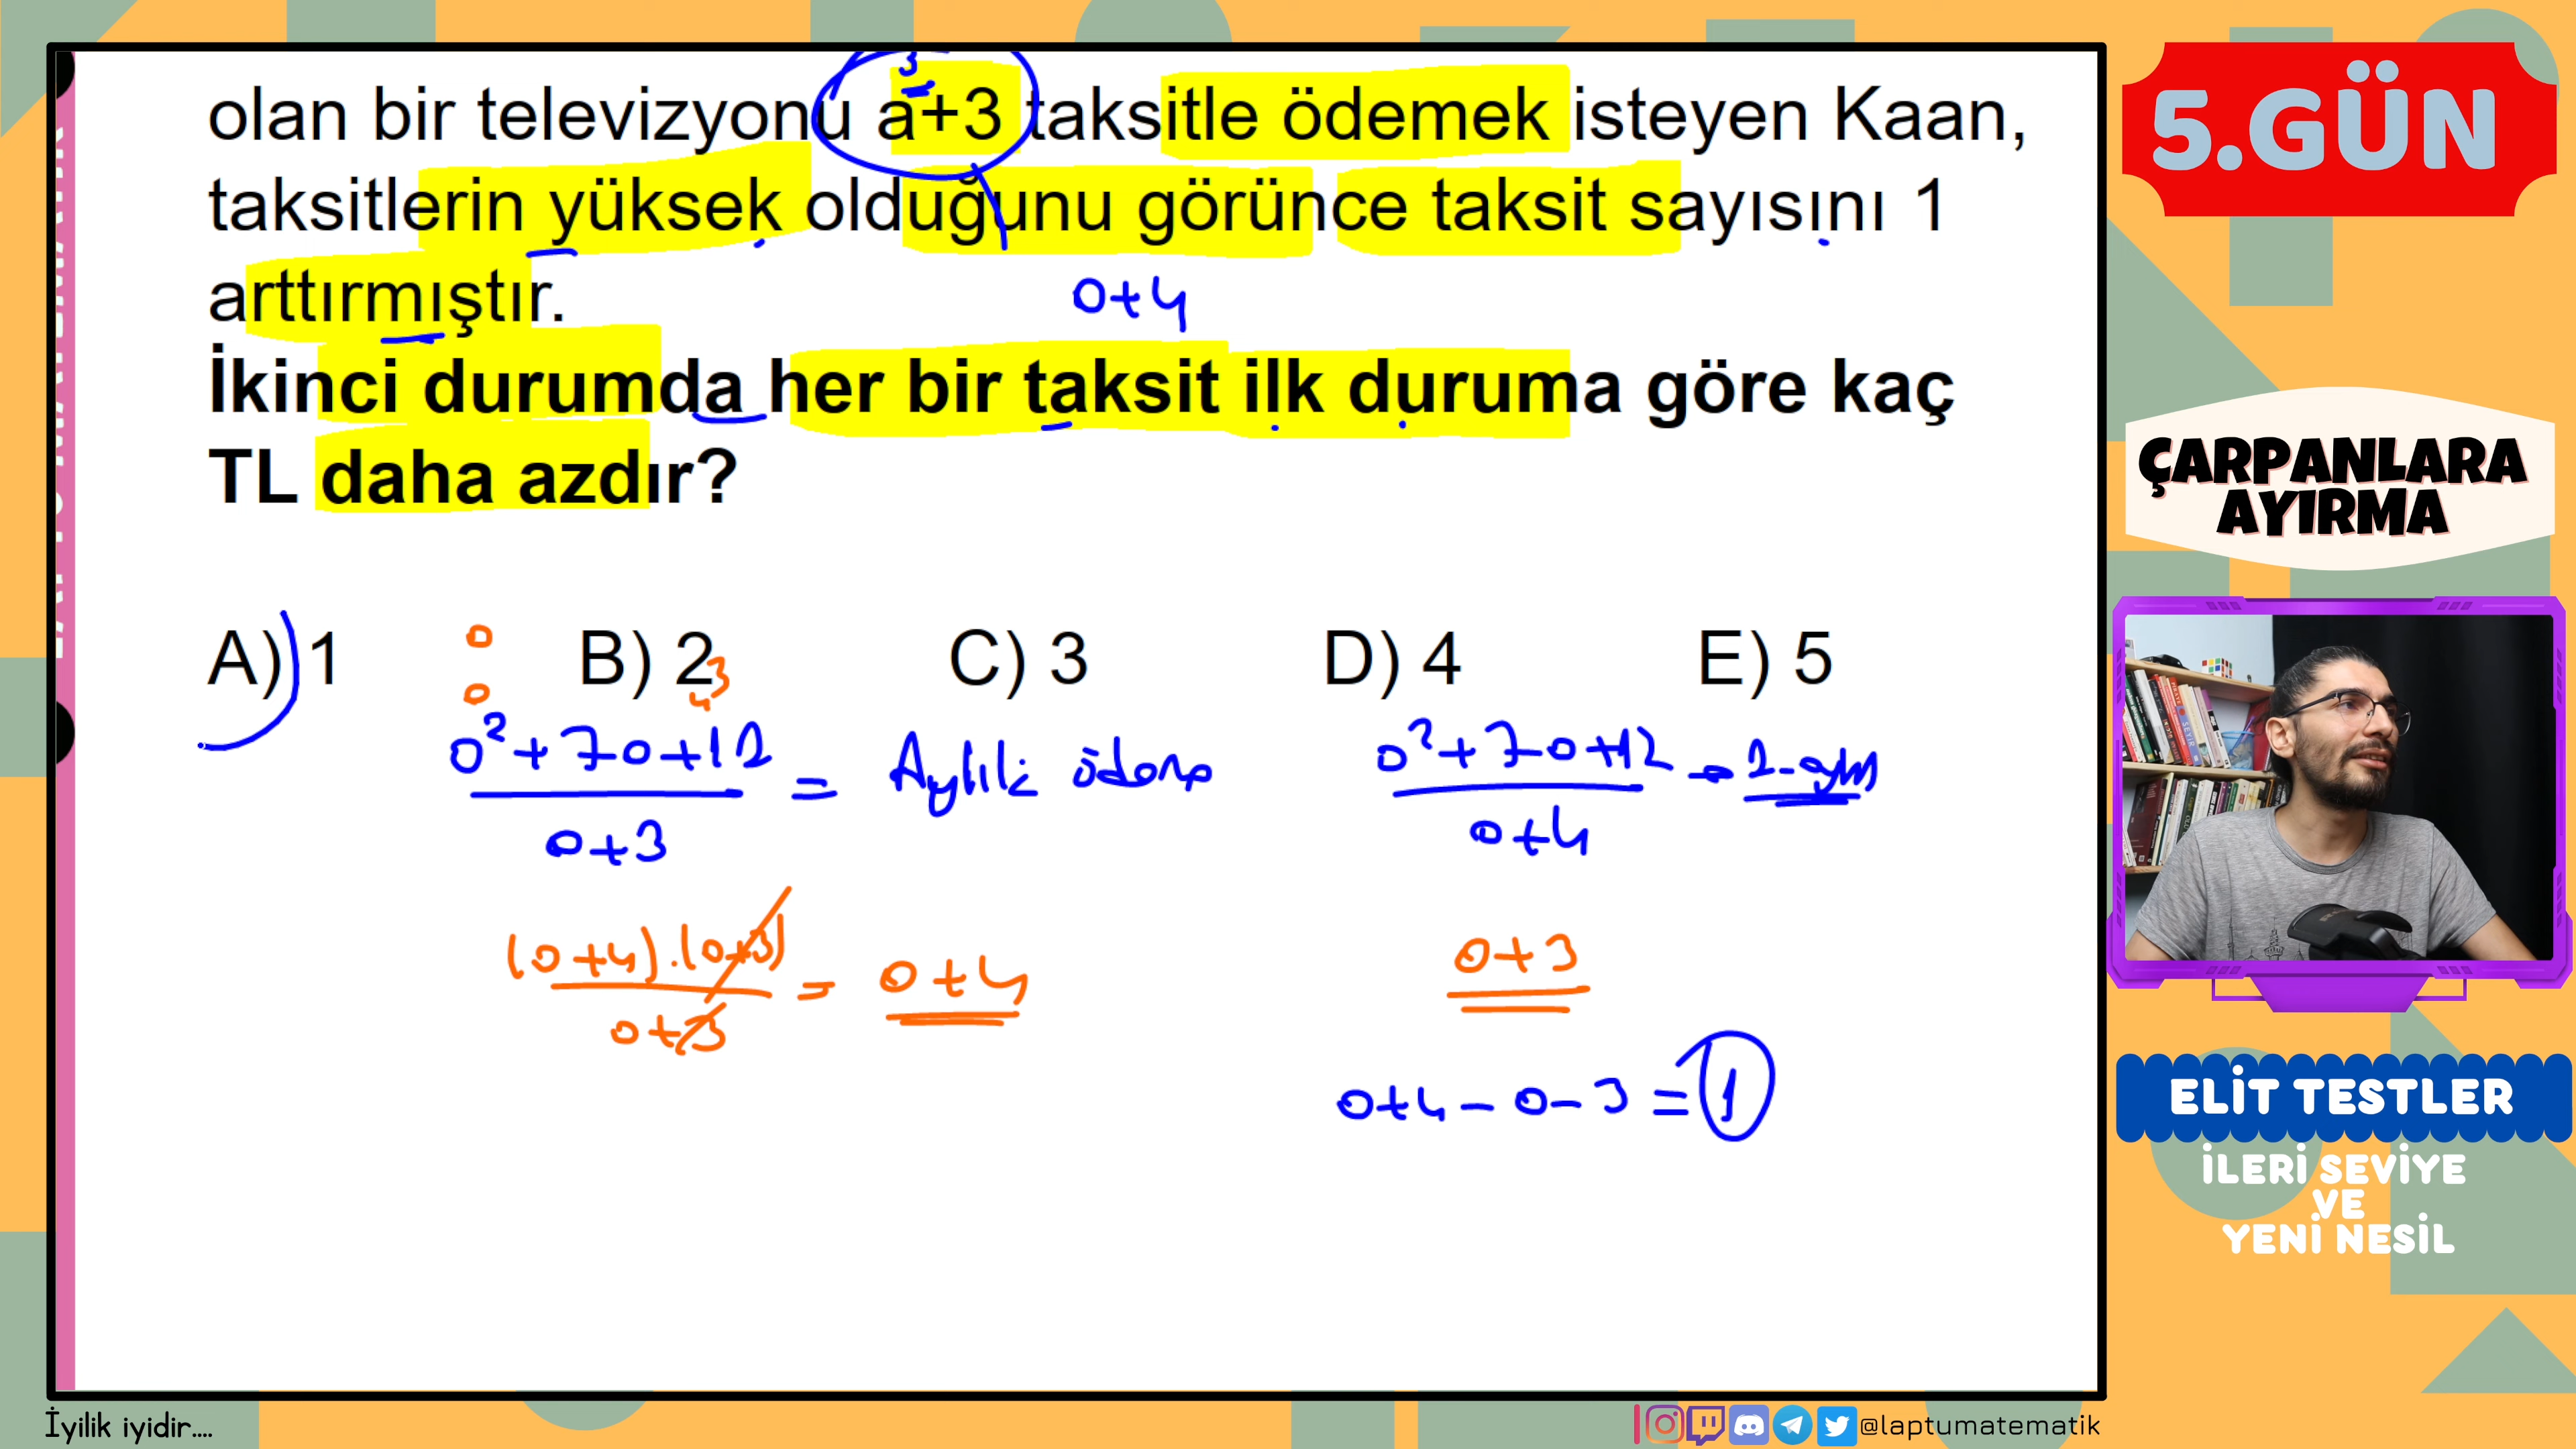 olan bir televizyonu a+3 taksitle ödemek isteyen Kaan,
taksitlerin yüksek olduğunu görünce taksit sayısını 1
arttırmıştır.
a+4
İkinci durumda her bir taksit ilk duruma göre kaç
TL daha azdır?
A) 1 B) 2 C) 3 D) 4 E) 5
a 3
a 4
a²+7a+12 = Aylık ödeme
a+3
a²+7a+12
a+4
(a+4).(a+3) = a+4
a+3
a+3
a+4-a-3 = 1
5.GÜN
ÇARPANLARA
AYIRMA
ELİT TESTLER
İLERİ SEVİYE
VE
YENİ NESİL
İyilik iyidir....
@laptumatematik